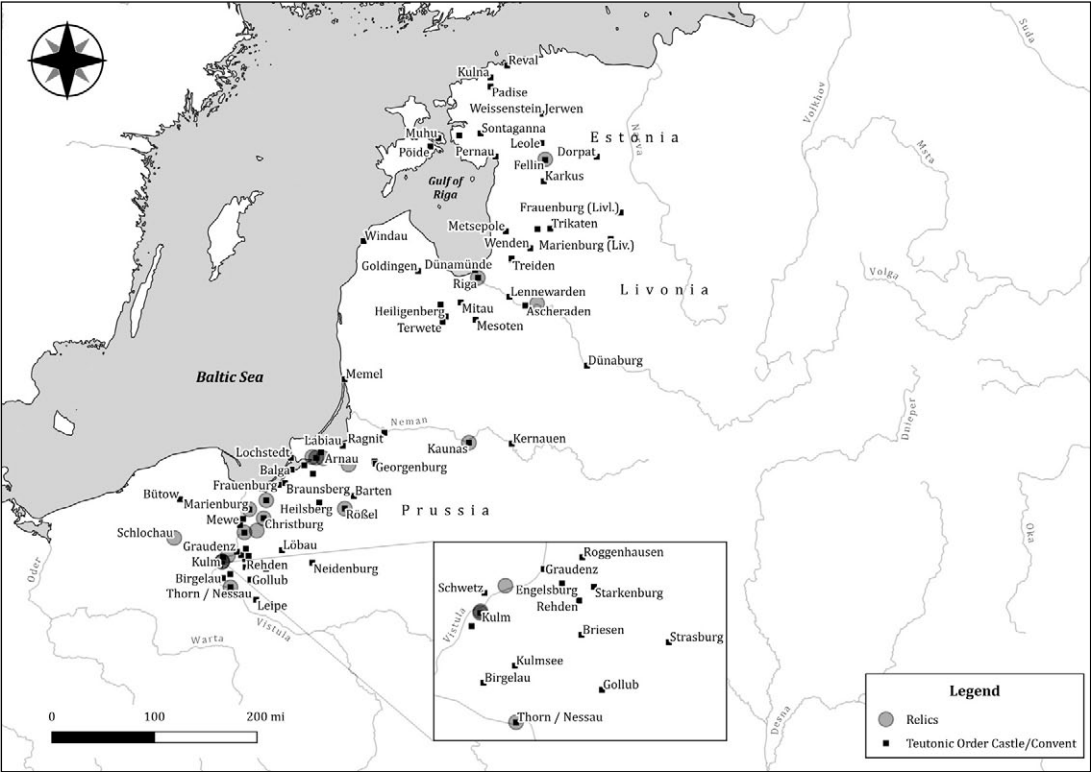 Reval
Kulna
Padise
Weissenstein Jerwen
Sontaganna
Muhu
Leole
Estonia
Pöide
Pernau
Dorpat
Fellin
Karkus
Narva
Volkhov
Suda
Msta
Gulf of
Riga
Frauenburg (Livl.)
Metsepole
Trikaten
Windau
Wenden
Marienburg (Liv.)
Goldingen
Dünamünde
Treiden
Volga
Riga
Lennewarden
Livonia
Heiligenberg
Mitau
Ascheraden
Terwete
Mesoten
Dünaburg
Baltic Sea
Memel
Neman
Dnieper
Labiau
Ragnit
Kaunas
Kernauen
Lochstedt
Arnau
Balga
Georgenburg
Frauenburg
Braunsberg
Barten
Bütow
Marienburg
Heilsberg
Rößel
Prussia
Mewe
Christburg
Schlochau
Graudenz
Löbau
Kulm
Rehden
Neidenburg
Birgelau
Gollub
Thorn / Nessau
Leipe
Oder
Warta
Vistula
Oka
Desna
Roggenhausen
Graudenz
Schwetz
Engelsburg
Starkenburg
Rehden
Vistula
Kulm
Briesen
Strasburg
Kulmsee
Birgelau
Gollub
Thorn / Nessau
0 100 200 mi
Legend
Relics
Teutonic Order Castle/Convent